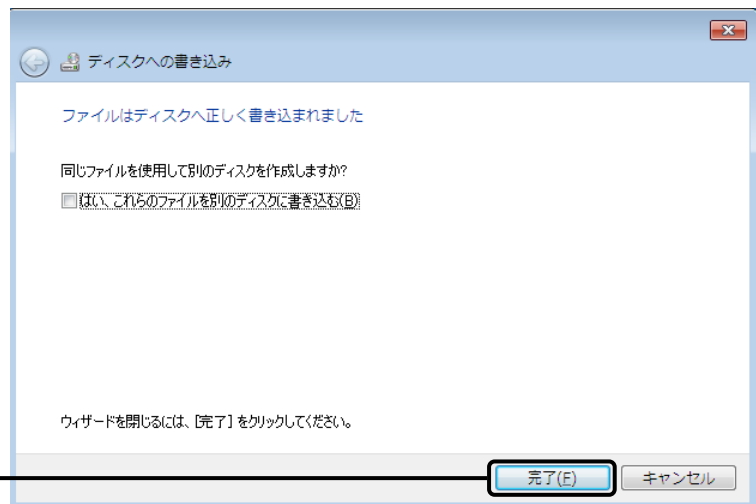 ディスクへの書き込み
ファイルはディスクへ正しく書き込まれました
同じファイルを使用して別のディスクを作成しますか?
はい、これらのファイルを別のディスクに書き込む(B)
ウィザードを閉じるには、[完了] をクリックしてください。
完了(F) キャンセル